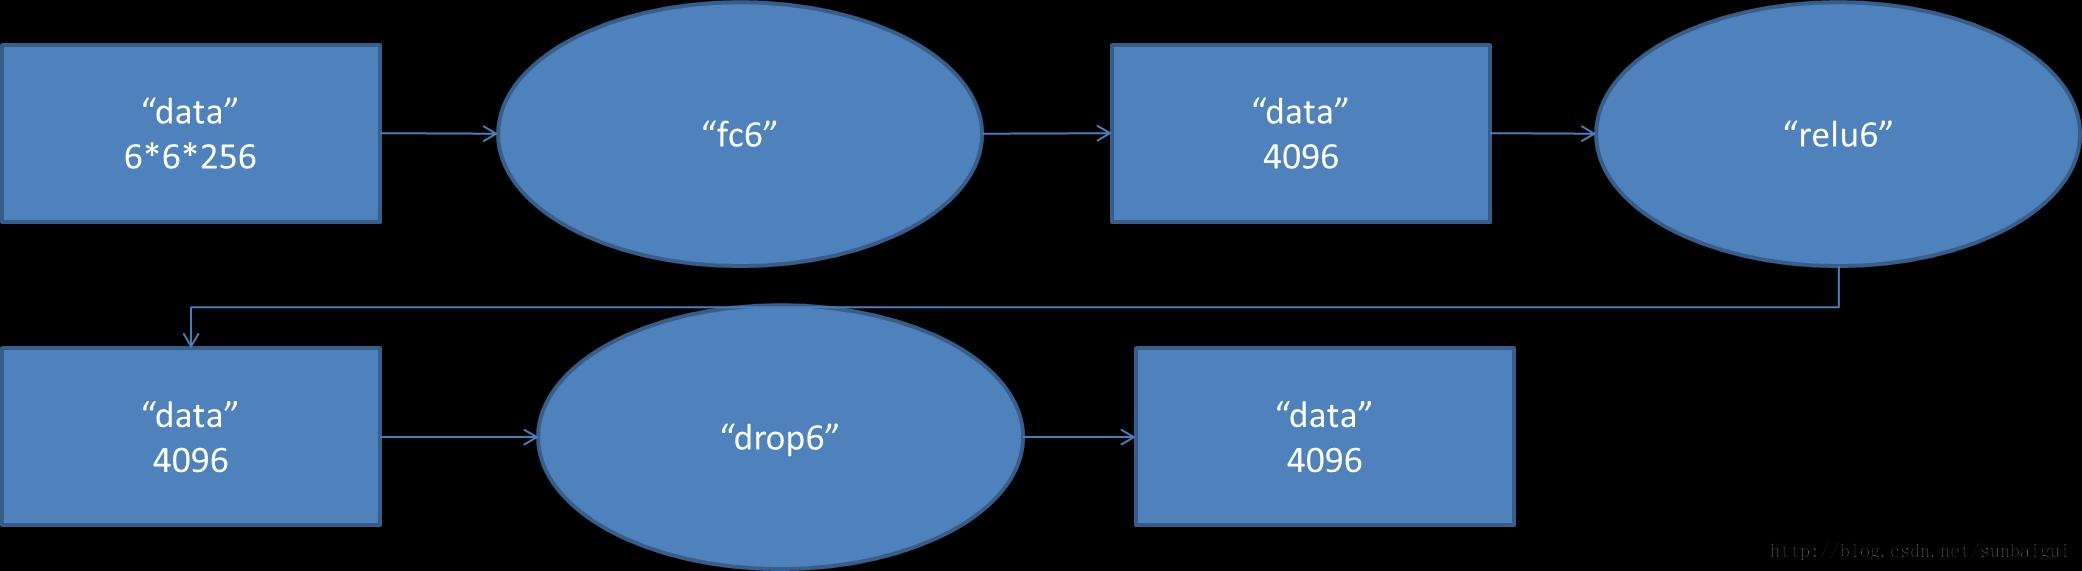 “data”
6*6*256
“fc6”
“data”
4096
“relu6”
“data”
4096
“drop6”
“data”
4096
http://blog.csdn.net/sunbaigui